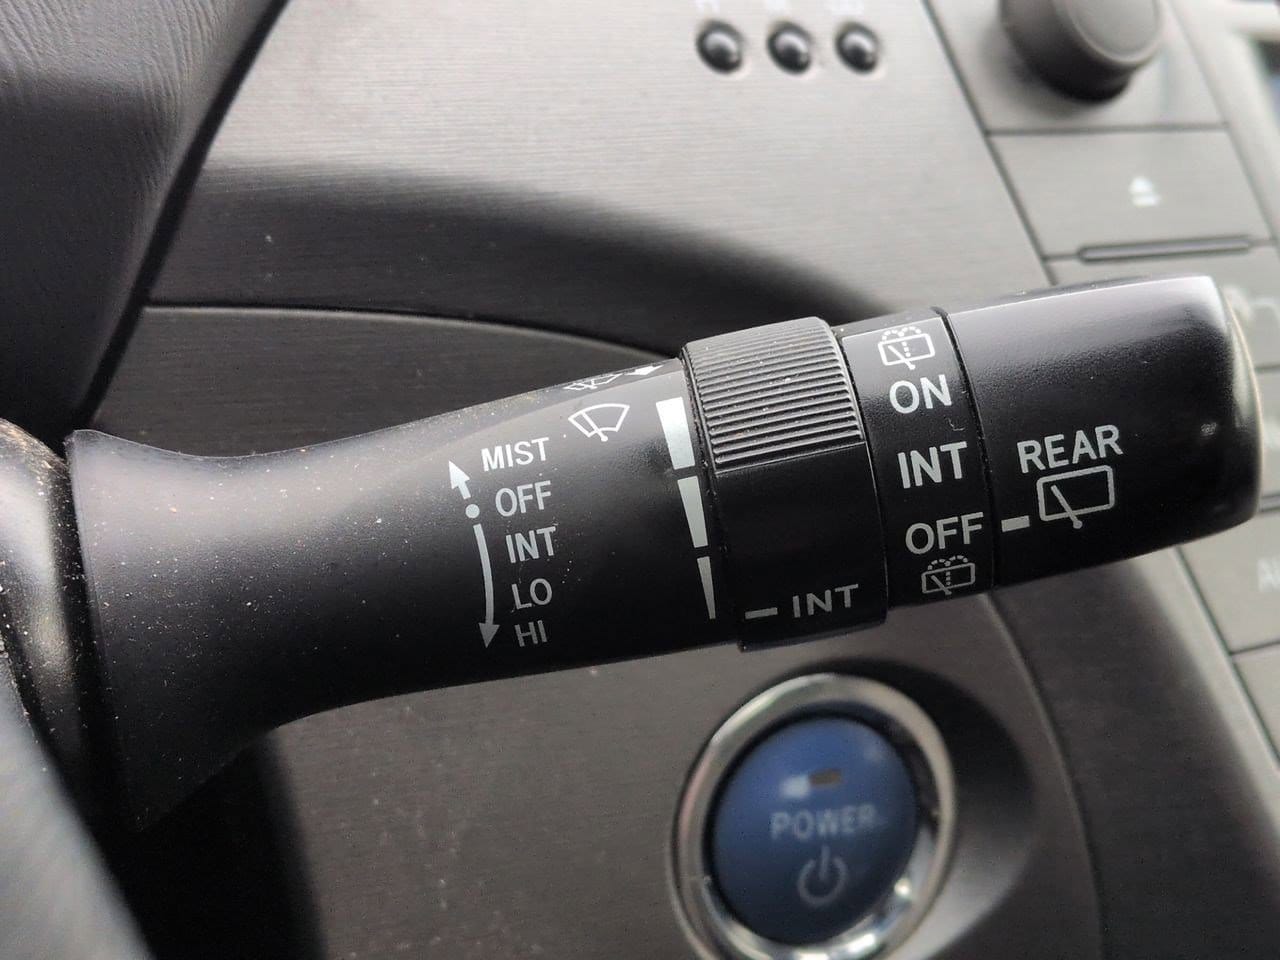 MIST
OFF
INT
LO
HI
INT
ON
INT
OFF
REAR
POWER